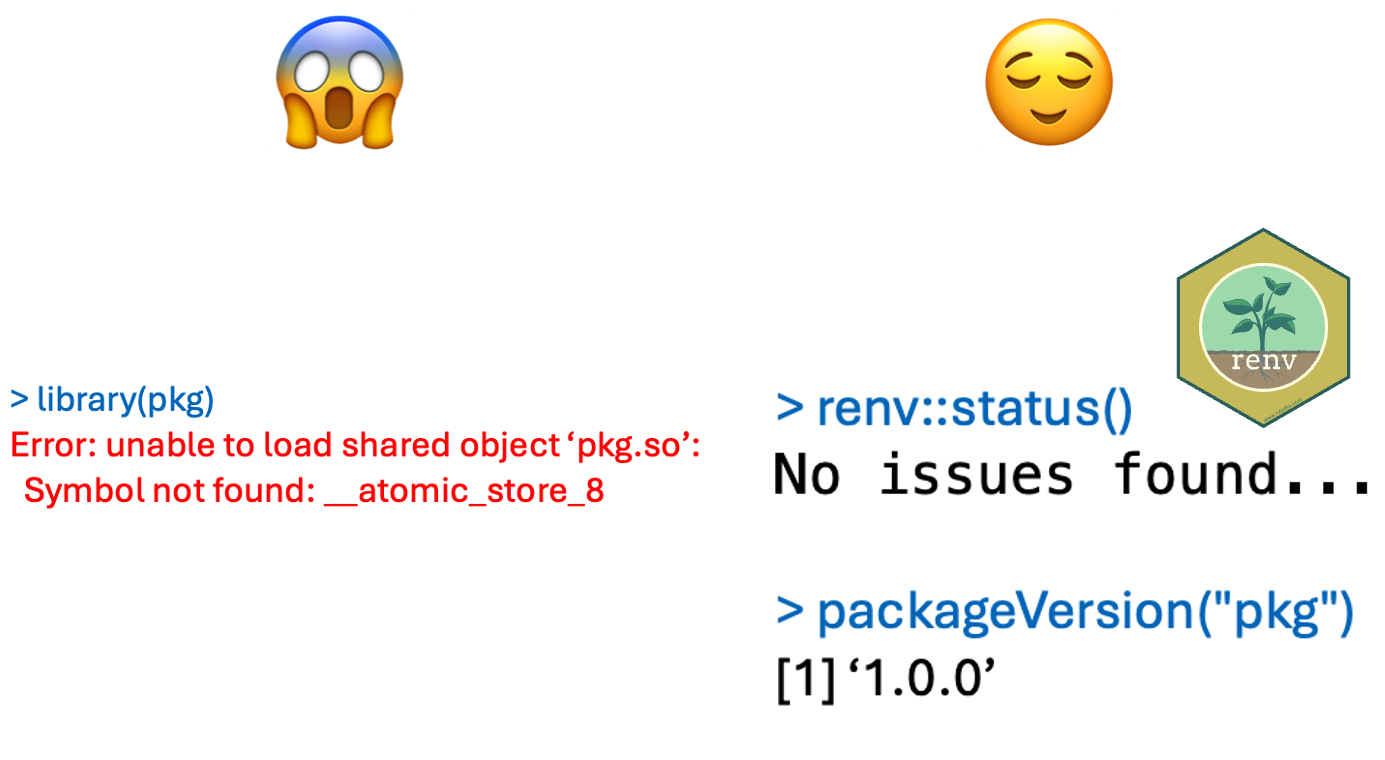 > library(pkg)
Error: unable to load shared object ‘pkg.so’:
Symbol not found: __atomic_store_8
renv
> renv::status()
No issues found...
> packageVersion("pkg")
[1] ‘1.0.0’